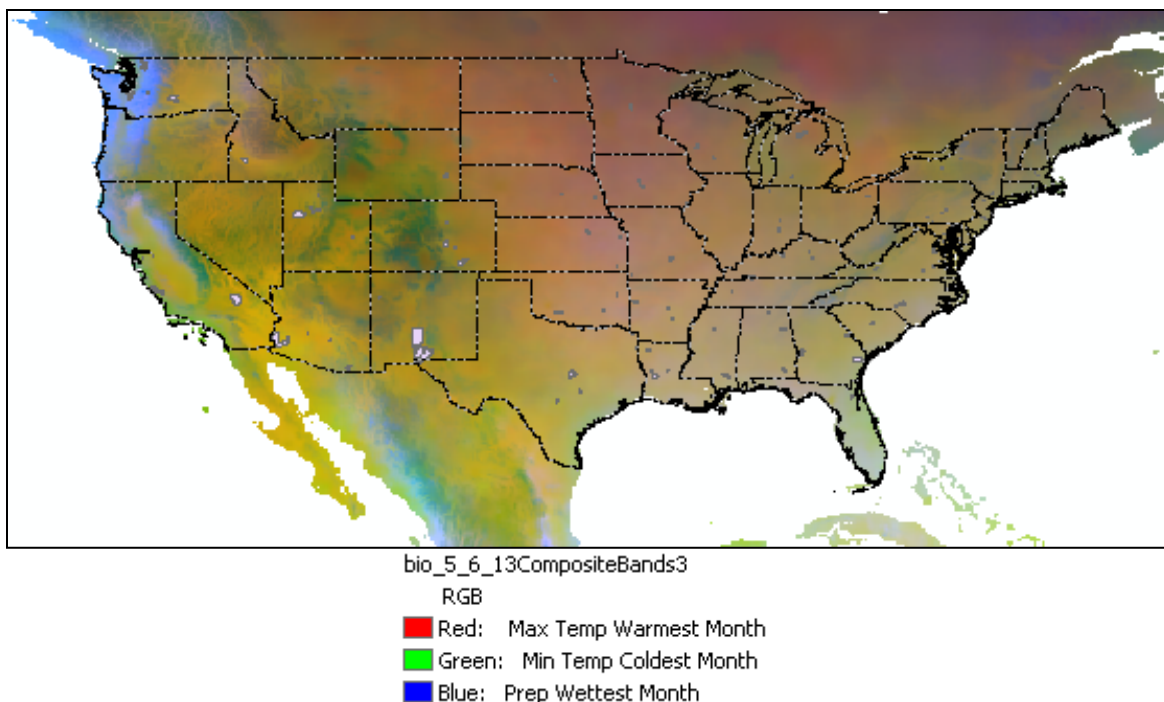 bio_5_6_13CompositeBands3
RGB
Red: Max Temp Warmest Month
Green: Min Temp Coldest Month
Blue: Prep Wettest Month